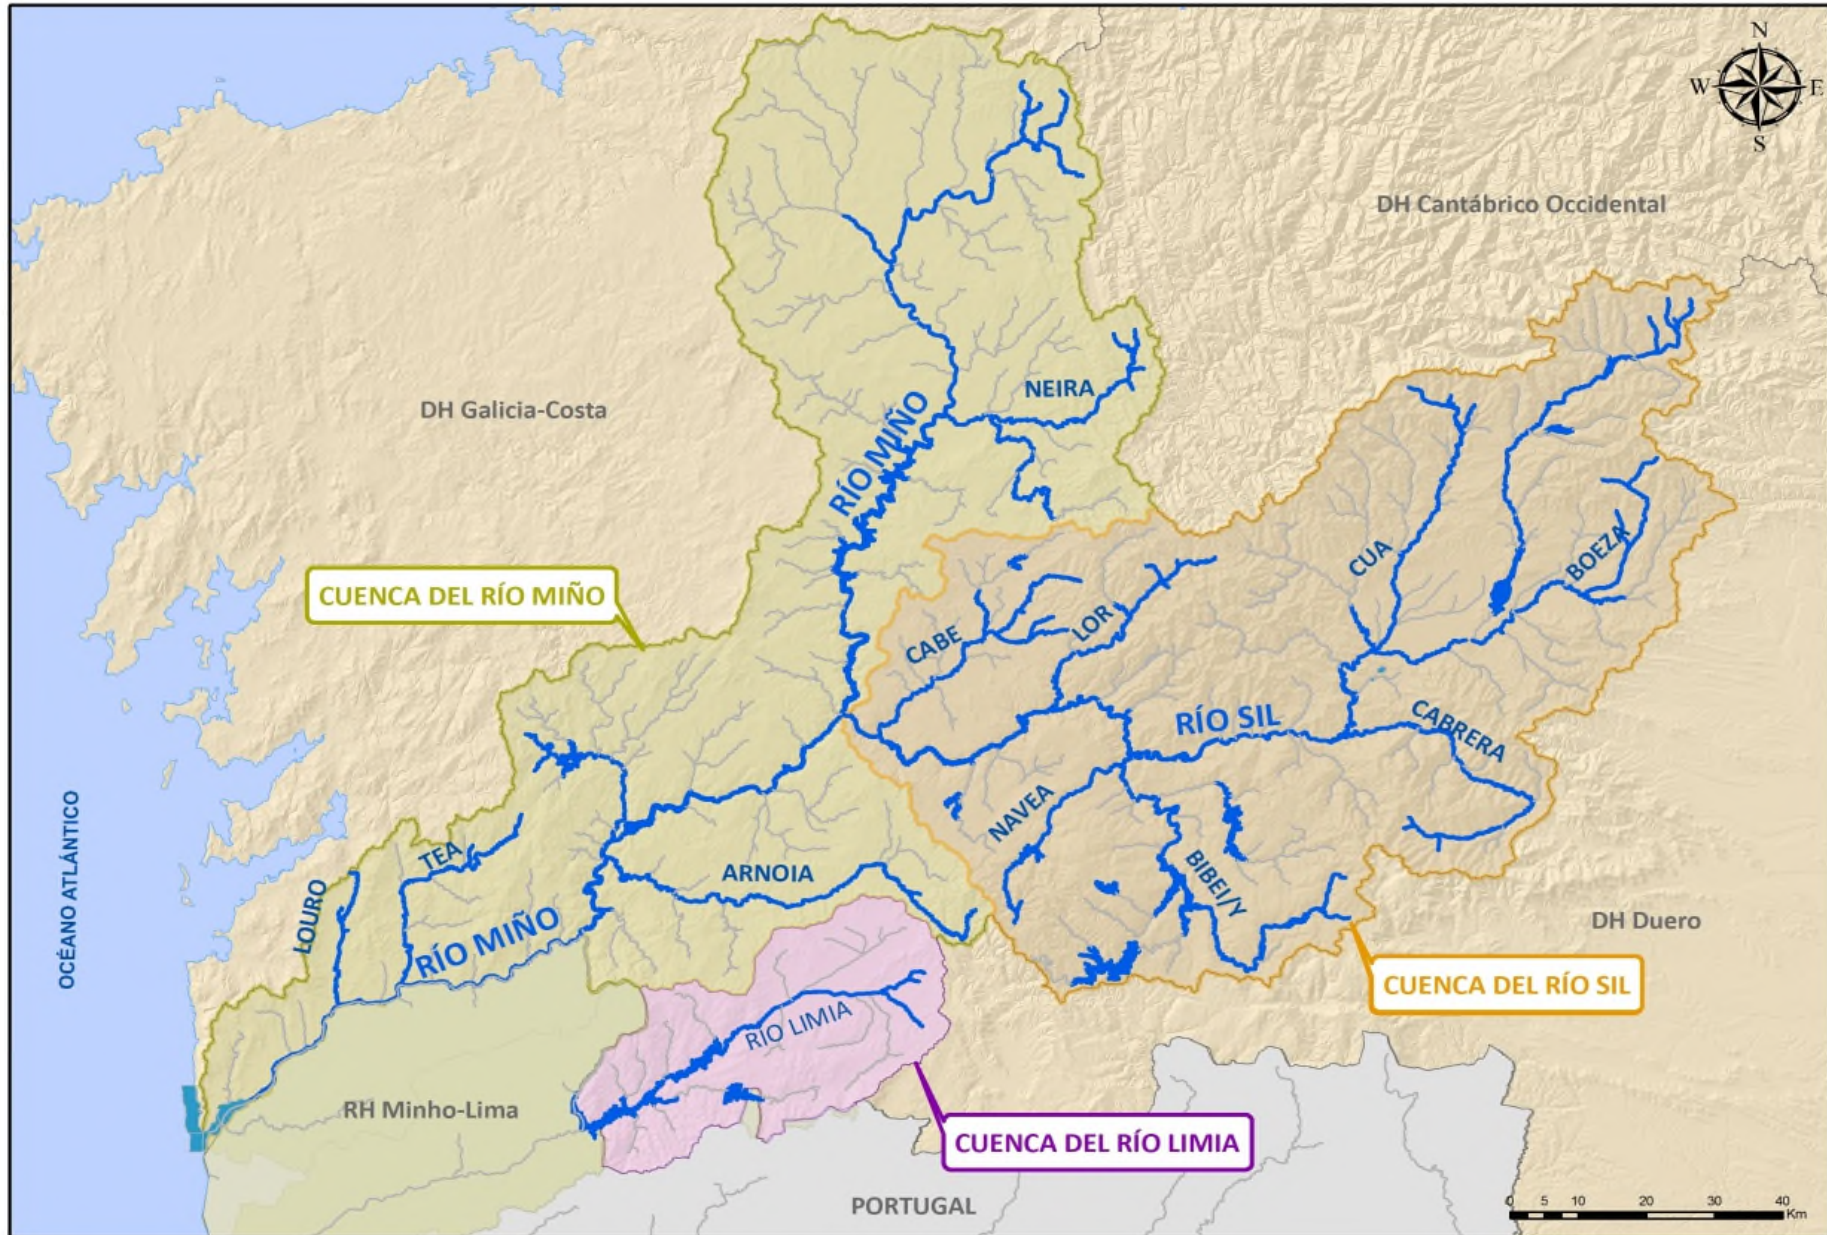 N
W
E
S
DH Cantábrico Occidental
DH Galicia-Costa
NEIRA
RÍO MIÑO
CUA
BOEZA
CUENCA DEL RÍO MIÑO
CABE
LOR
RÍO SIL
CABRERA
OCÉANO ATLÁNTICO
NAVEA
TEA
ARNOIA
BIBEI/Y
LOURO
RÍO MIÑO
DH Duero
CUENCA DEL RÍO SIL
RÍO LIMIA
RH Minho-Lima
CUENCA DEL RÍO LIMIA
PORTUGAL
0 5 10 20 30 40
Km